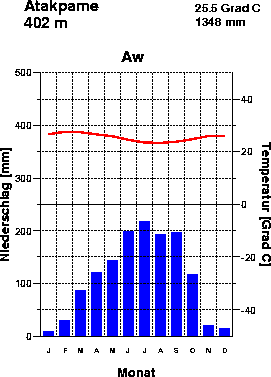 Atakpame 25.5 Grad C
402 m 1348 mm
Aw
500
400
300
200
100
0
40
20
0
-20
-40
Niederschlag [mm]
Temperatur [Grad C]
J F M A M J J A S O N D
Monat